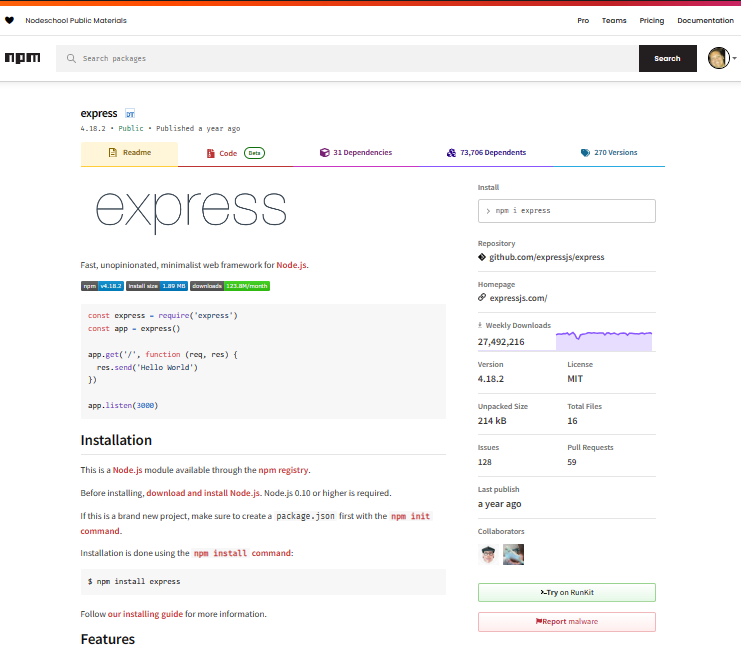 Nodeschool Public Materials
Pro Teams Pricing Documentation
npm
Search packages
Search
express DT
4.18.2 • Public • Published a year ago
Readme
Code Beta
31 Dependencies
73,706 Dependents
270 Versions
express
Fast, unopinionated, minimalist web framework for Node.js.
npm v4.18.2 install size 1.89 MB downloads 123.8M/month
const express = require('express')
const app = express()
app.get('/', function (req, res) {
  res.send('Hello World')
})
app.listen(3000)
Installation
This is a Node.js module available through the npm registry.
Before installing, download and install Node.js. Node.js 0.10 or higher is required.
If this is a brand new project, make sure to create a package.json first with the npm init
command.
Installation is done using the npm install command:
$ npm install express
Follow our installing guide for more information.
Features
Install
> npm i express
Repository
github.com/expressjs/express
Homepage
expressjs.com/
Weekly Downloads
27,492,216
Version License
4.18.2 MIT
Unpacked Size Total Files
214 kB 16
Issues Pull Requests
128 59
Last publish
a year ago
Collaborators
>-Try on RunKit
Report malware